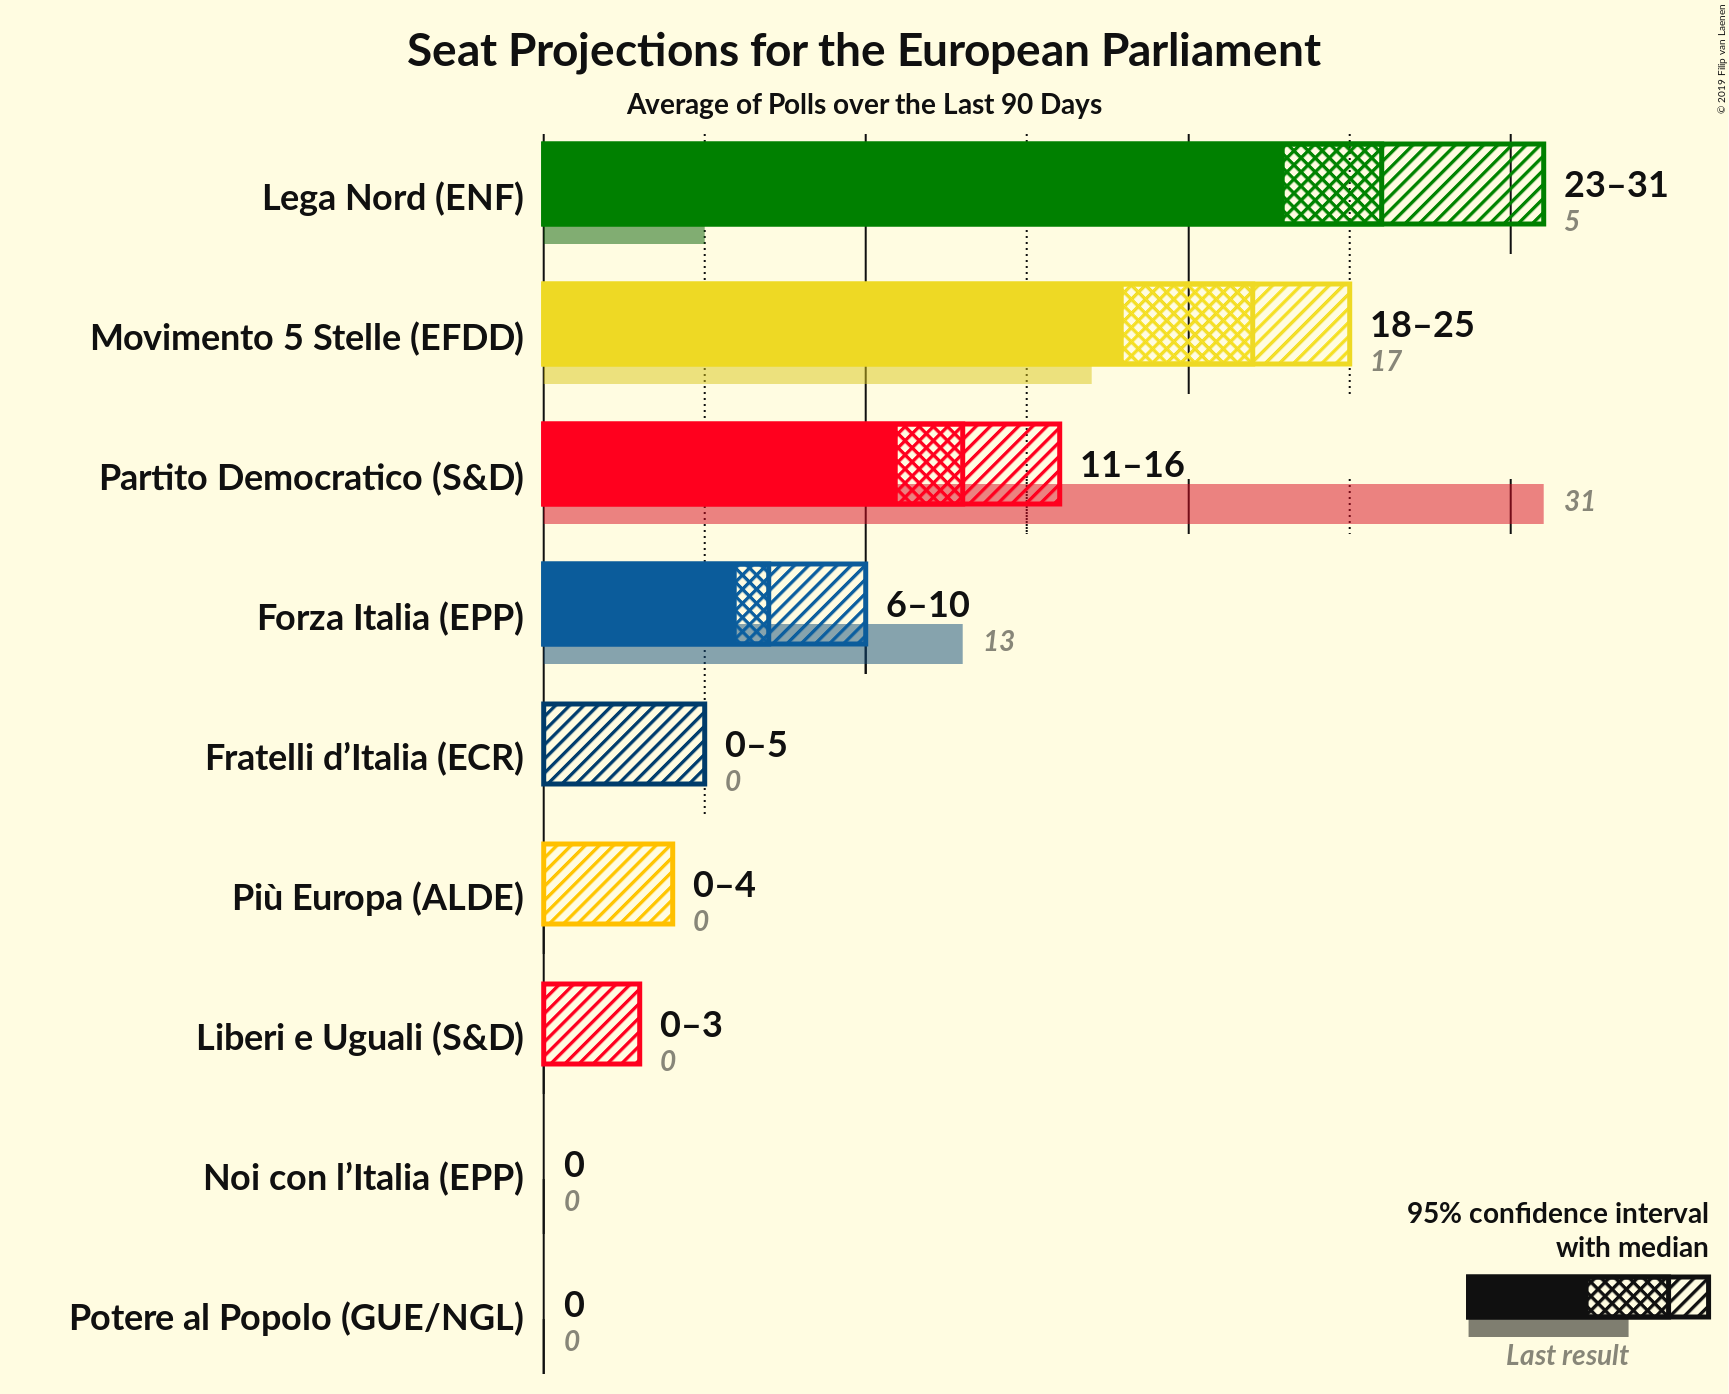 Seat Projections for the European Parliament
Average of Polls over the Last 90 Days
© 2019 Filip van Laenen
Lega Nord (ENF)
23–31
5
Movimento 5 Stelle (EFDD)
18–25
17
Partito Democratico (S&D)
11–16
31
Forza Italia (EPP)
6–10
13
Fratelli d’Italia (ECR)
0–5
0
Più Europa (ALDE)
0–4
0
Liberi e Uguali (S&D)
0–3
0
Noi con l’Italia (EPP)
0
0
Potere al Popolo (GUE/NGL)
0
0
95% confidence interval
with median
Last result